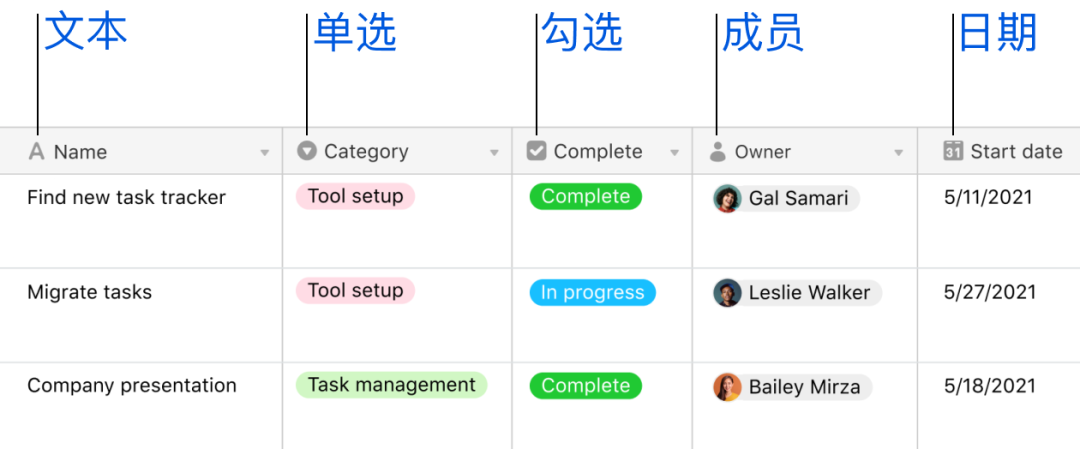 文本 单选 勾选 成员 日期
Name Category Complete Owner 31 Start date
Find new task tracker Tool setup Complete Gal Samari 5/11/2021
Migrate tasks Tool setup In progress Leslie Walker 5/27/2021
Company presentation Task management Complete Bailey Mirza 5/18/2021